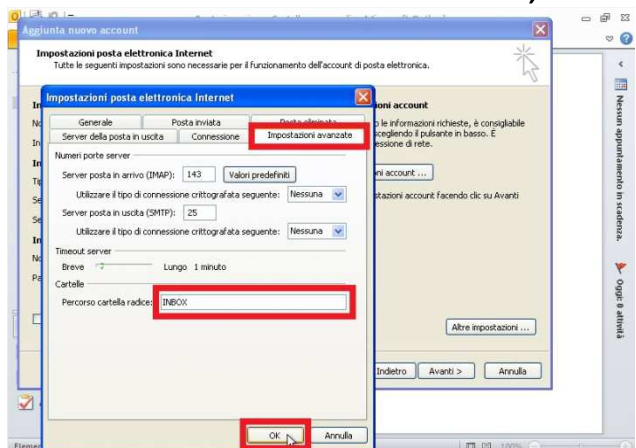 Aggiunta nuovo account
Impostazioni posta elettronica Internet
Tutte le seguenti impostazioni sono necessarie per il funzionamento dell'account di posta elettronica.
Impostazioni posta elettronica Internet
Generale Posta inviata Posta eliminata
Server della posta in uscita Connessione Impostazioni avanzate
Numeri porte server
Server posta in arrivo (IMAP): 143 Valori predefiniti
Utilizzare il tipo di connessione crittografata seguente: Nessuna
Server posta in uscita (SMTP): 25
Utilizzare il tipo di connessione crittografata seguente: Nessuna
Timeout server
Breve Lungo 1 minuto
Cartelle
Percorso cartella radice: INBOX
OK Annulla
ioni account
o le informazioni richieste, è consigliabile
scegliendo il pulsante in basso. È
essione di rete.
ni account ...
stazioni account facendo clic su Avanti
Altre impostazioni ...
Indietro Avanti > Annulla
Nessun appuntamento in scadenza.
Oggi: 0 attività
100%